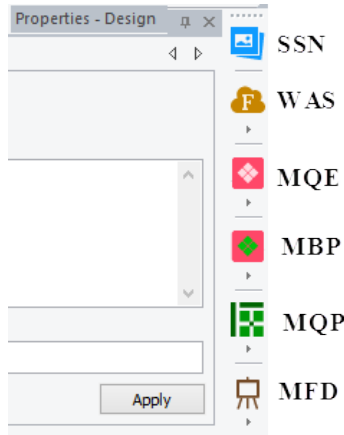 Properties - Design
SSN
F WAS
MQE
MBP
MQP
Apply
MFD